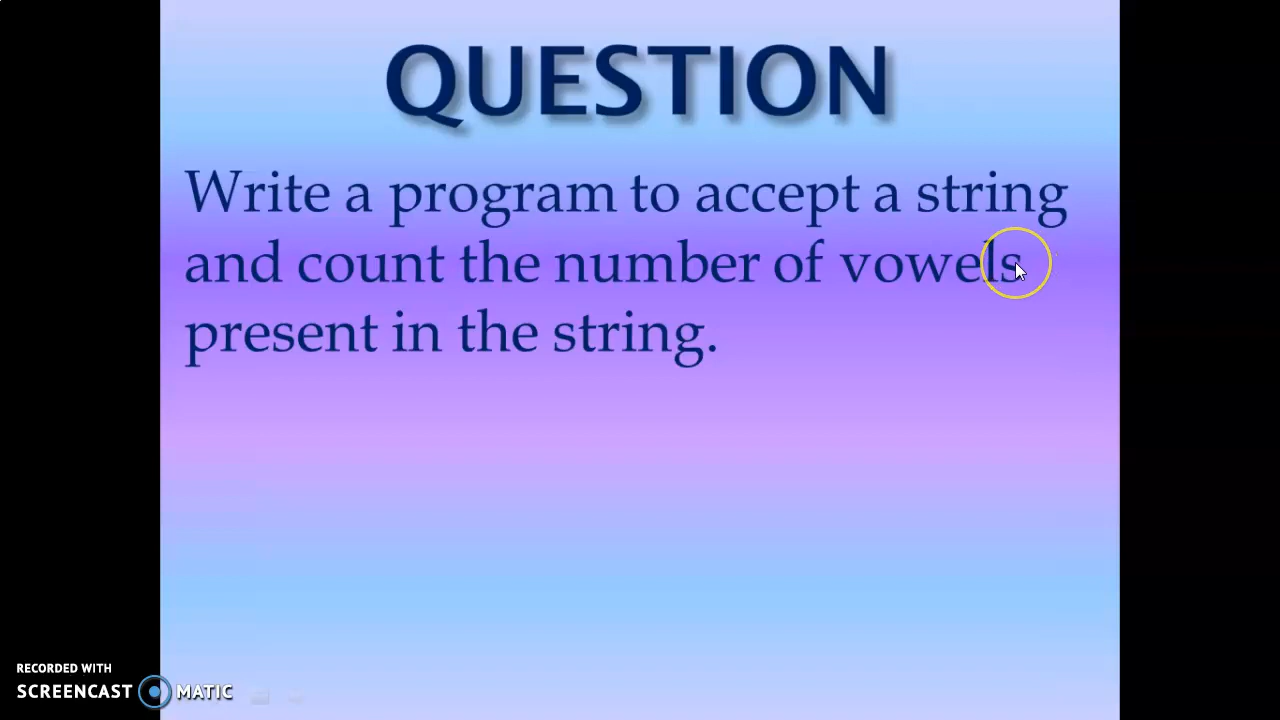 QUESTION
Write a program to accept a string
and count the number of vowels
present in the string.
RECORDED WITH
SCREENCAST MATIC